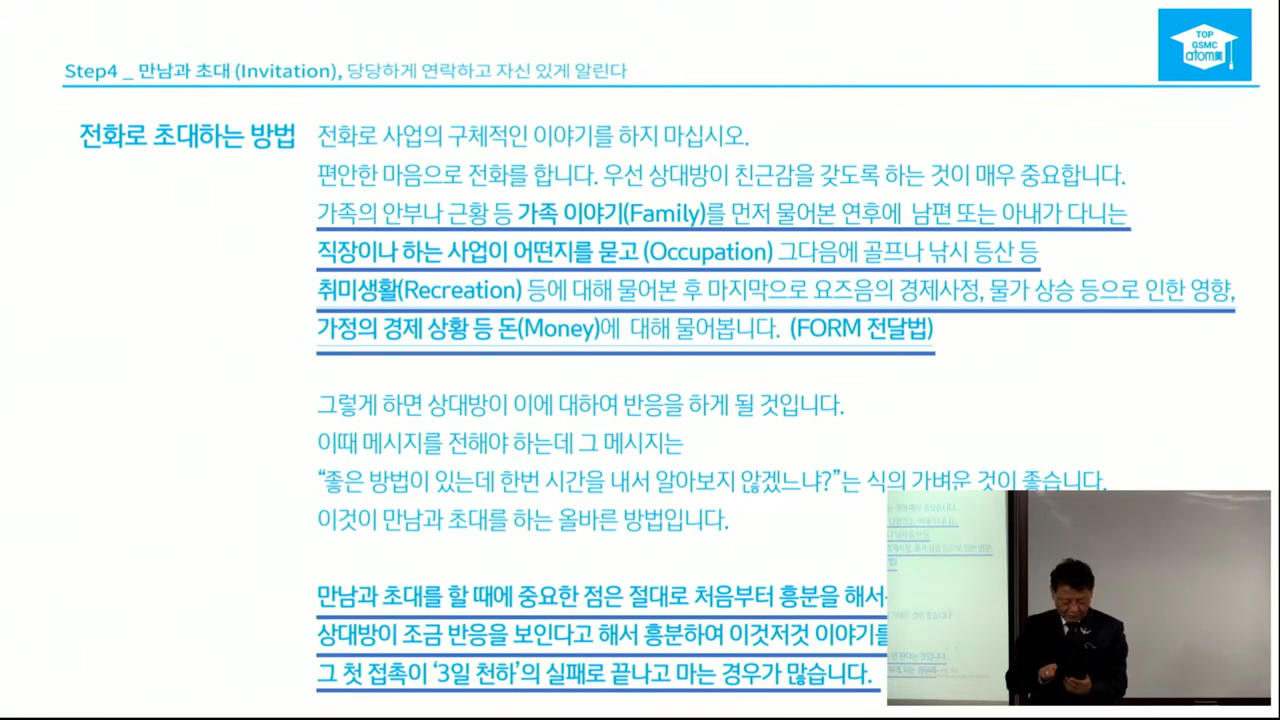 TOP
GSMC
atom美
Step4 _ 만남과 초대 (Invitation), 당당하게 연락하고 자신 있게 알린다
전화로 초대하는 방법 전화로 사업의 구체적인 이야기를 하지 마십시오.
편안한 마음으로 전화를 합니다. 우선 상대방이 친근감을 갖도록 하는 것이 매우 중요합니다.
가족의 안부나 근황 등 가족 이야기(Family)를 먼저 물어본 연후에 남편 또는 아내가 다니는
직장이나 하는 사업이 어떤지를 묻고 (Occupation) 그다음에 골프나 낚시 등산 등
취미생활(Recreation) 등에 대해 물어본 후 마지막으로 요즈음의 경제사정, 물가 상승 등으로 인한 영향,
가정의 경제 상황 등 돈(Money)에 대해 물어봅니다. (FORM 전달법)
그렇게 하면 상대방이 이에 대하여 반응을 하게 될 것입니다.
이때 메시지를 전해야 하는데 그 메시지는
“좋은 방법이 있는데 한번 시간을 내서 알아보지 않겠느냐?”는 식의 가벼운 것이 좋습니다.
이것이 만남과 초대를 하는 올바른 방법입니다.
만남과 초대를 할 때에 중요한 점은 절대로 처음부터 흥분을 해서
상대방이 조금 반응을 보인다고 해서 흥분하여 이것저것 이야기를
그 첫 접촉이 ‘3일 천하’의 실패로 끝나고 마는 경우가 많습니다.